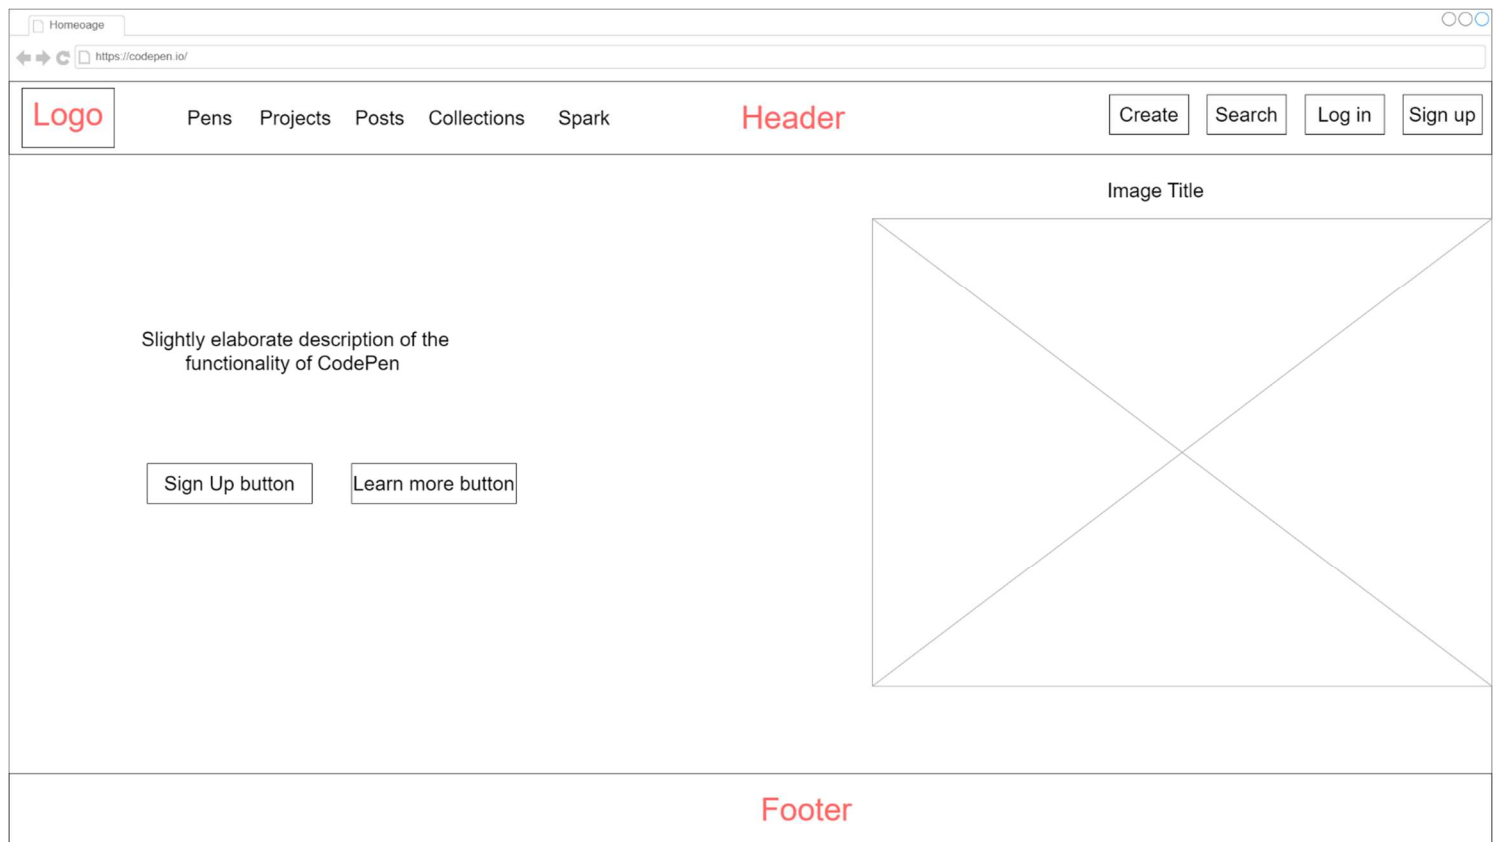 Homeoage
https://codepen.io/
Logo
Pens Projects Posts Collections Spark
Header
Create Search Log in Sign up
Image Title
Slightly elaborate description of the
functionality of CodePen
Sign Up button Learn more button
Footer